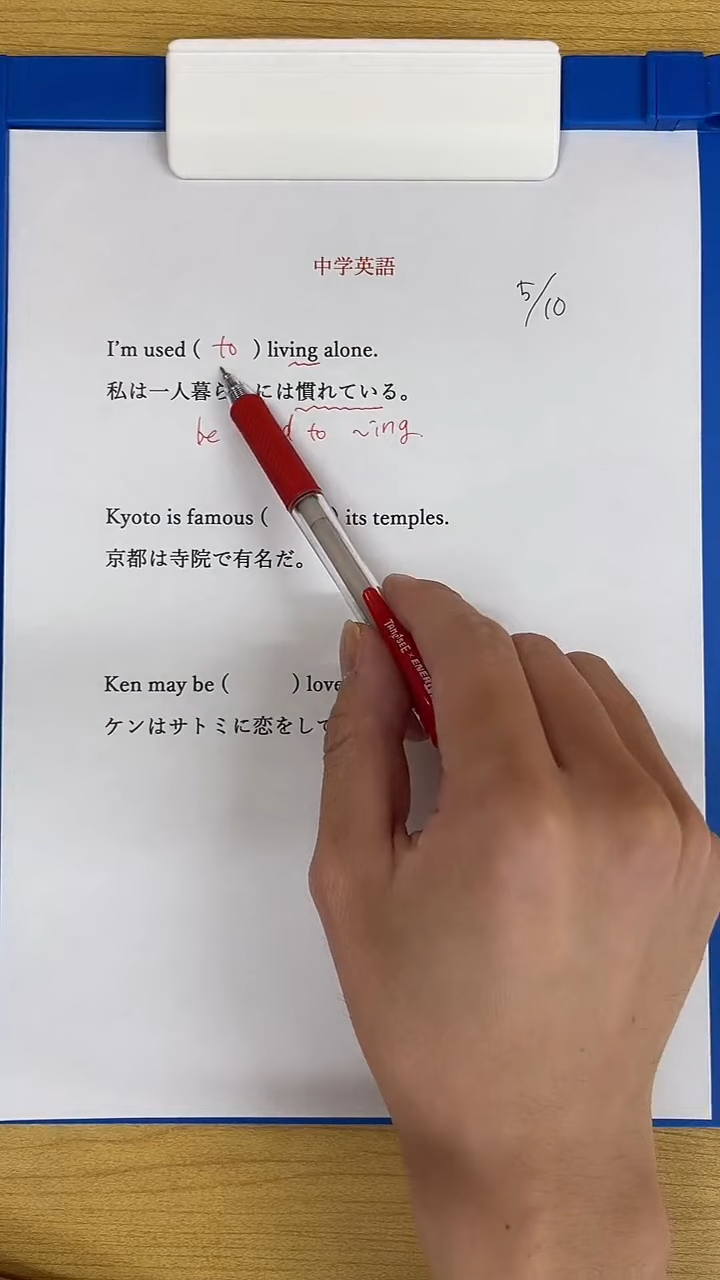 中学英語
5/10
I'm used ( to ) living alone.
私は一人暮ら には慣れている。
be to ~ing
Kyoto is famous ( ) its temples.
京都は寺院で有名だ。
Ken may be ( ) love
ケンはサトミに恋をして
TANOSEE × ENERGEL